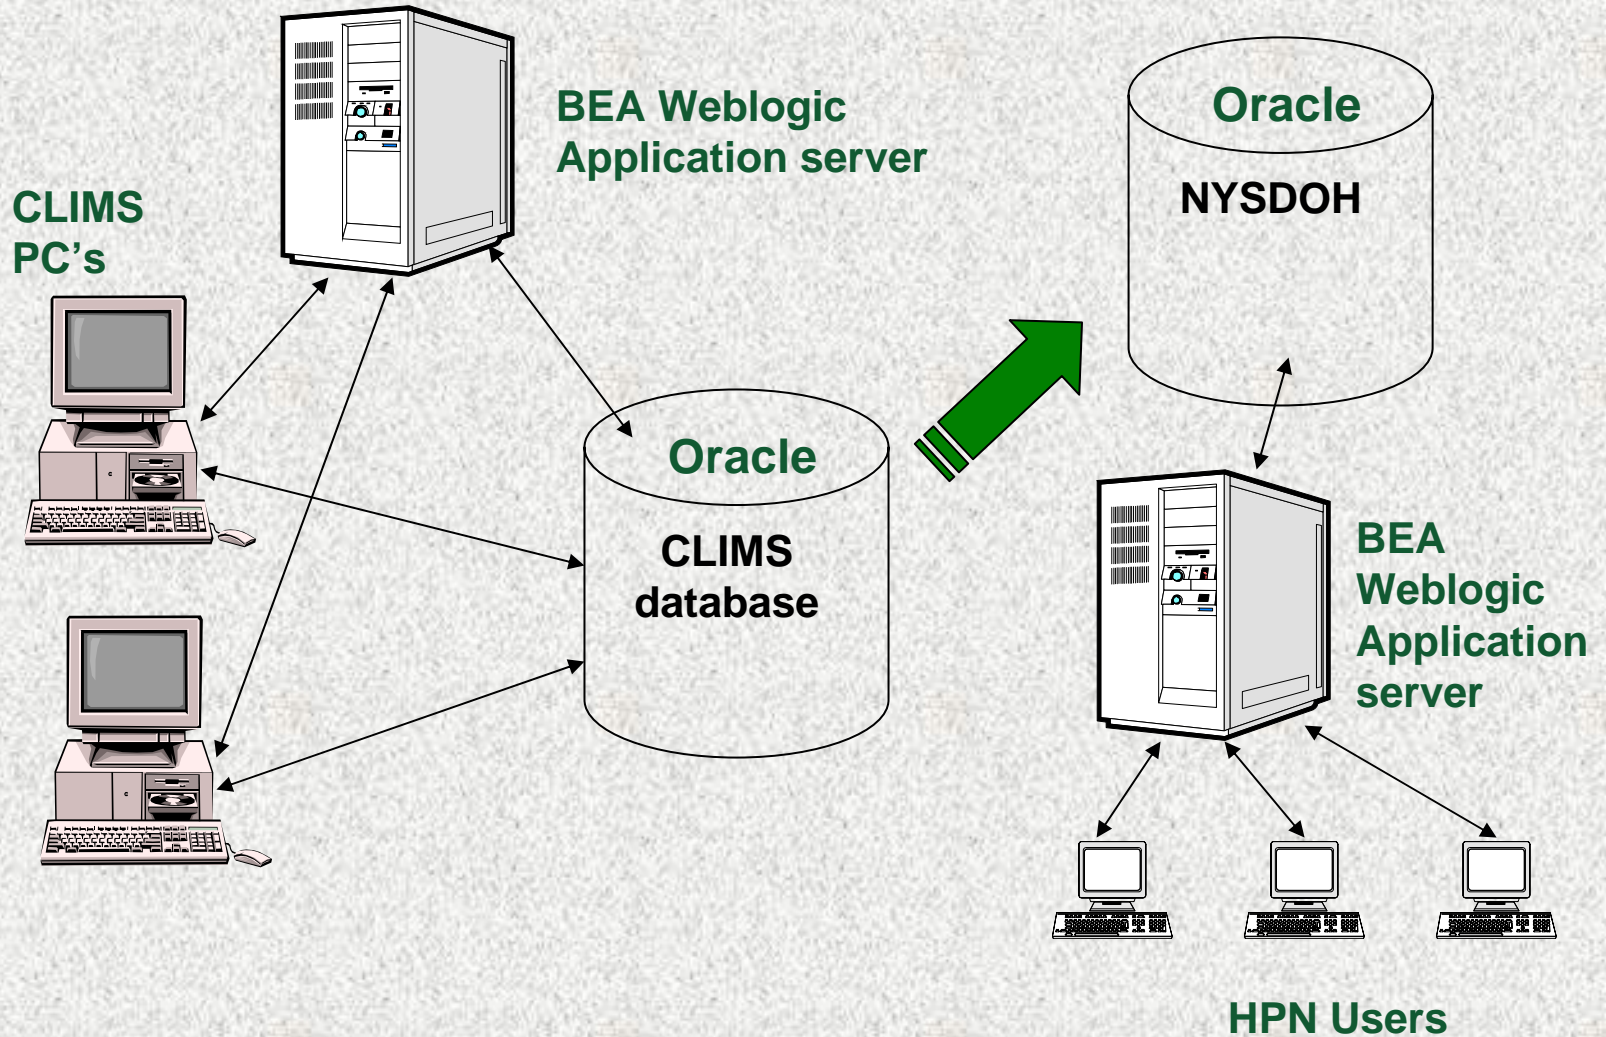 BEA Weblogic
Application server
CLIMS
PC’s
Oracle
CLIMS
database
Oracle
NYSDOH
BEA
Weblogic
Application
server
HPN Users